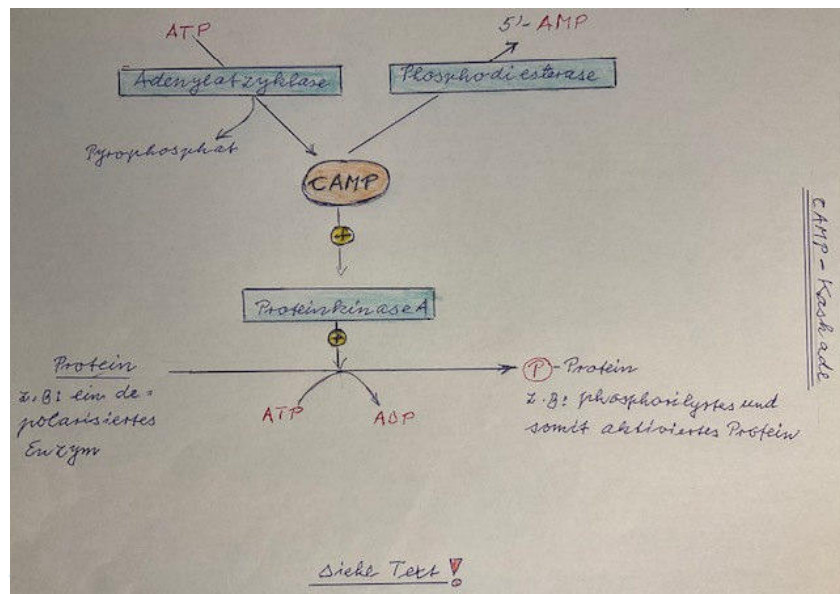 ATP
5'-AMP
Adenylatzyklase
Phosphodiesterase
Pyrophosphat
CAMP
+
Proteinkinase A
+
Protein
z.B: ein de=
polarisiertes
Enzym
ATP
ADP
P-Protein
z.B: phosphorilyrtes und
somit aktiviertes Protein
CAMP-Kaskade
Siehe Text!